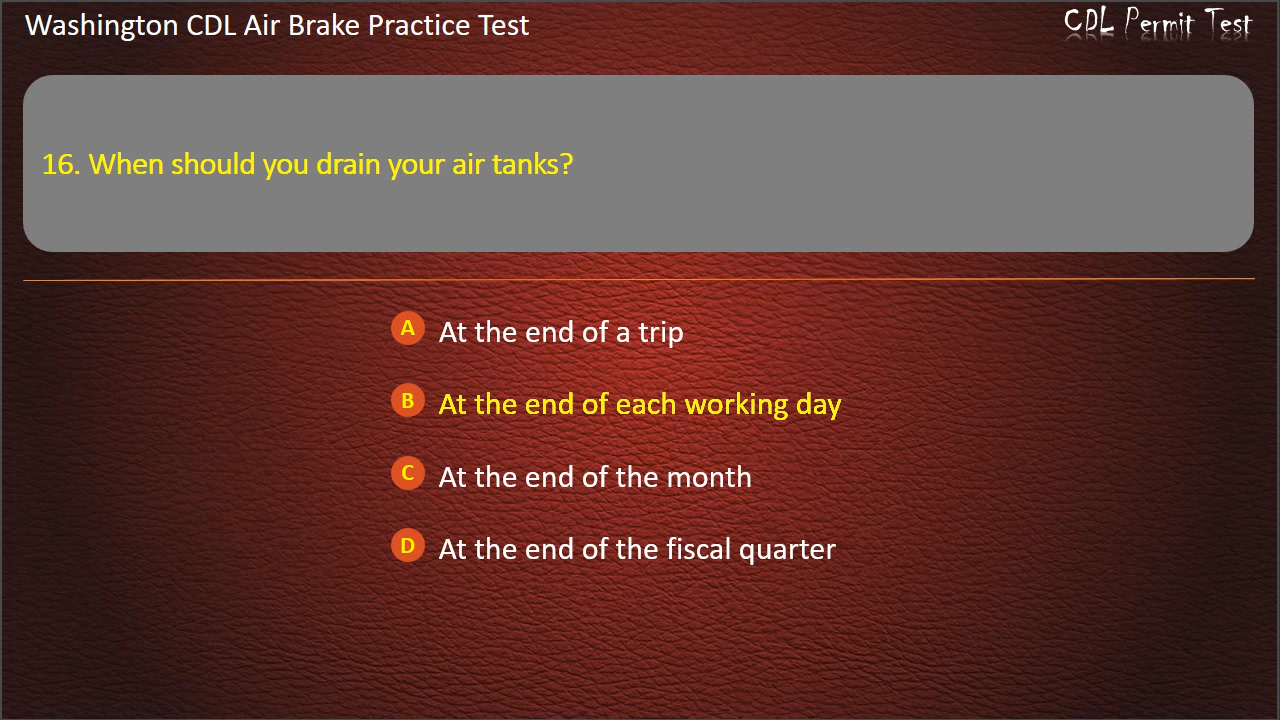 Washington CDL Air Brake Practice Test
CDL Permit Test
16. When should you drain your air tanks?
A At the end of a trip
B At the end of each working day
C At the end of the month
D At the end of the fiscal quarter